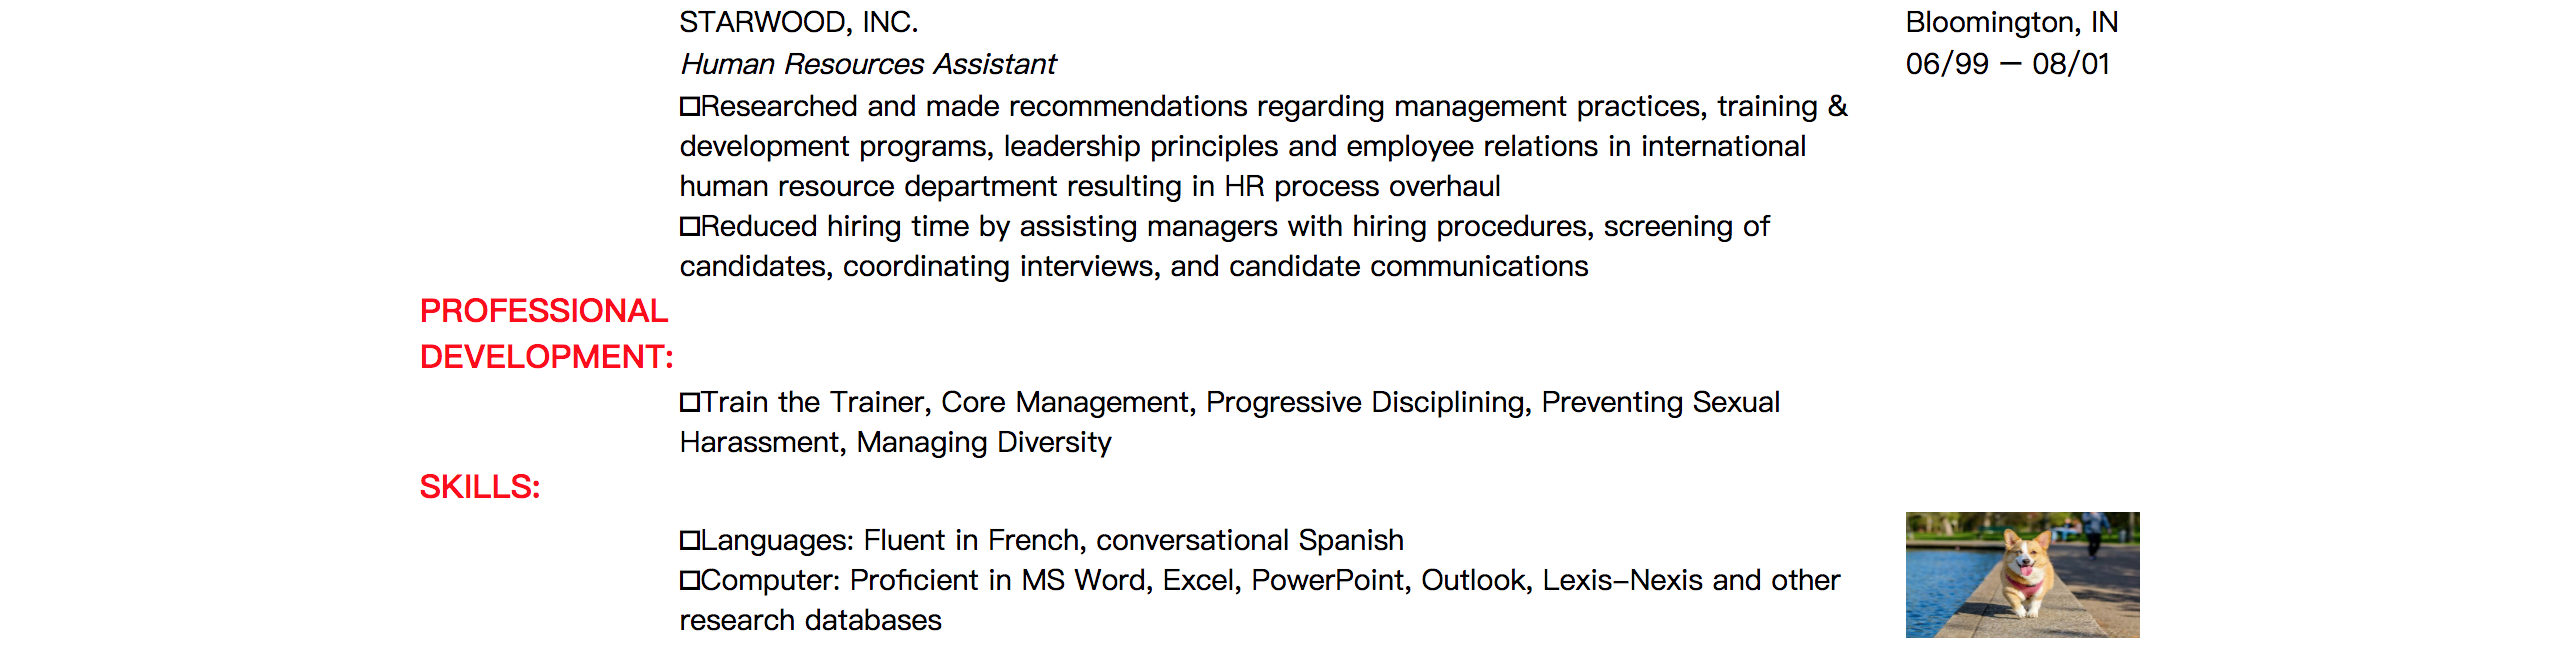 STARWOOD, INC. Bloomington, IN
Human Resources Assistant 06/99 – 08/01
□Researched and made recommendations regarding management practices, training &
development programs, leadership principles and employee relations in international
human resource department resulting in HR process overhaul
□Reduced hiring time by assisting managers with hiring procedures, screening of
candidates, coordinating interviews, and candidate communications
PROFESSIONAL
DEVELOPMENT:
□Train the Trainer, Core Management, Progressive Disciplining, Preventing Sexual
Harassment, Managing Diversity
SKILLS:
□Languages: Fluent in French, conversational Spanish
□Computer: Proficient in MS Word, Excel, PowerPoint, Outlook, Lexis–Nexis and other
research databases